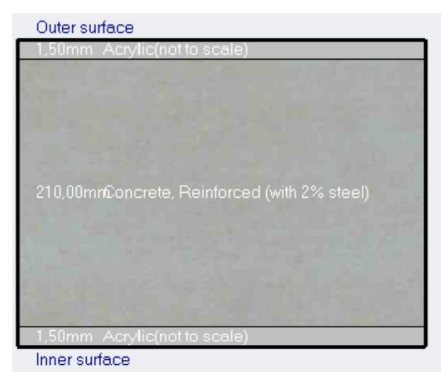 Outer surface
1,50mm Acrylic(not to scale)
210,00mmConcrete, Reinforced (with 2% steel)
1,50mm Acrylic(not to scale)
Inner surface